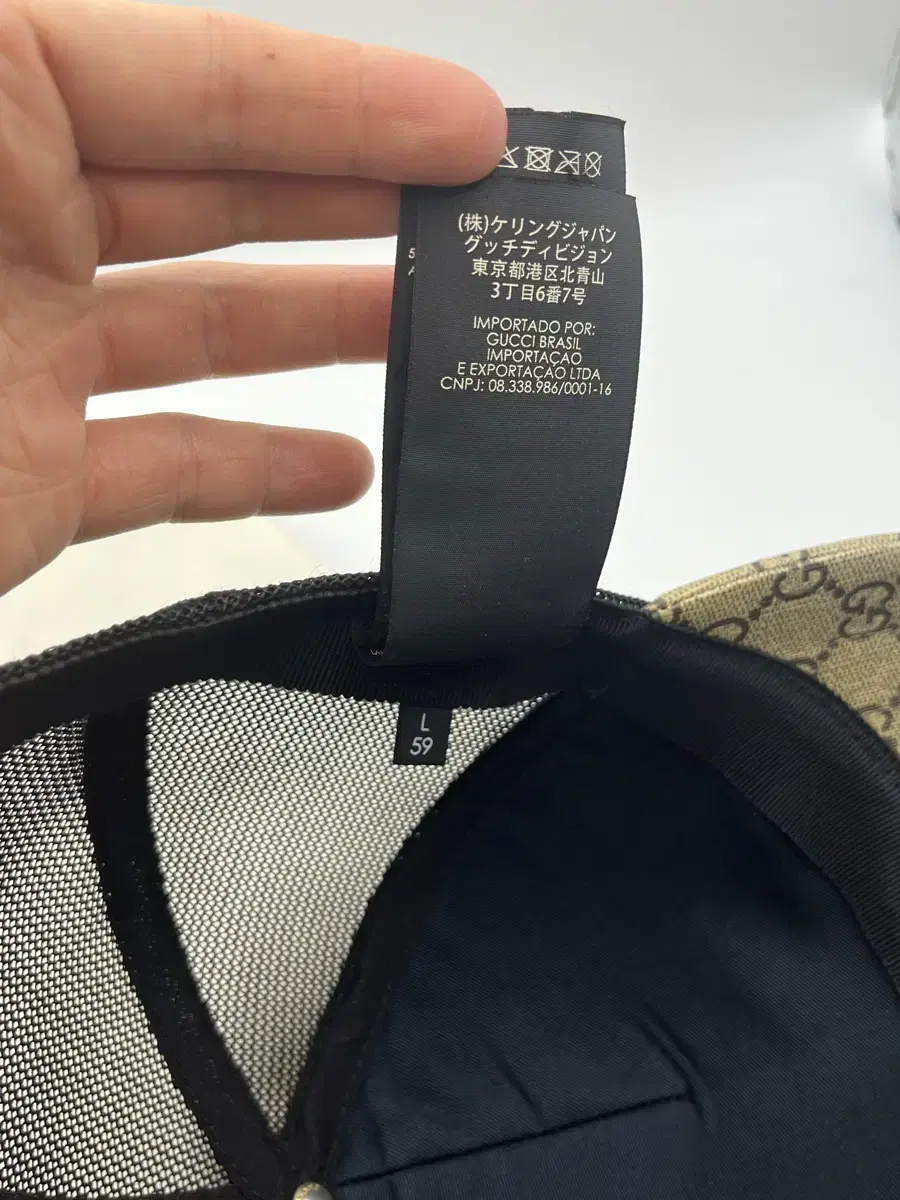 (株)ケリングジャパン
グッチディビジョン
東京都港区北青山
3丁目6番7号
IMPORTADO POR:
GUCCI BRASIL
IMPORTAÇAO
E EXPORTAÇAO LTDA
CNPJ: 08.338.986/0001-16
L
59